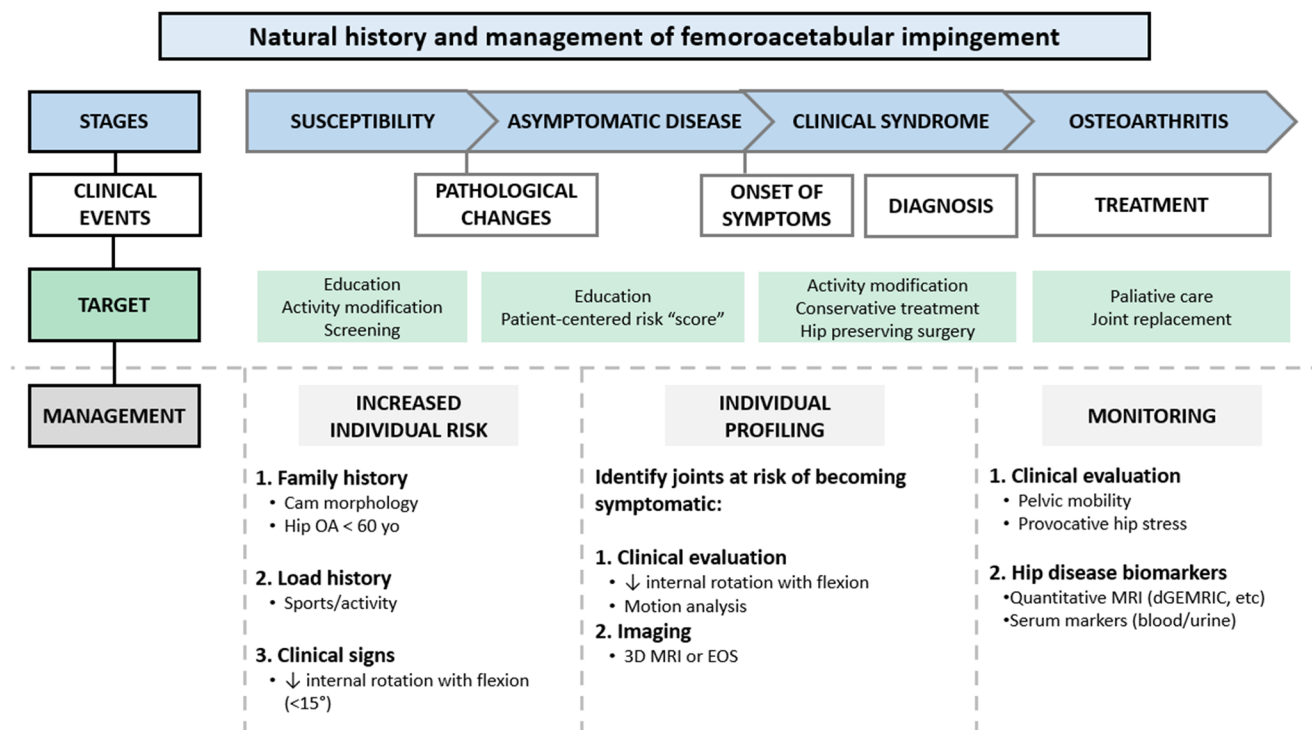 Natural history and management of femoroacetabular impingement
STAGES
SUSCEPTIBILITY
ASYMPTOMATIC DISEASE
CLINICAL SYNDROME
OSTEOARTHRITIS
CLINICAL
EVENTS
PATHOLOGICAL
CHANGES
ONSET OF
SYMPTOMS
DIAGNOSIS
TREATMENT
TARGET
Education
Activity modification
Screening
Education
Patient-centered risk “score”
Activity modification
Conservative treatment
Hip preserving surgery
Paliative care
Joint replacement
MANAGEMENT
INCREASED
INDIVIDUAL RISK
1. Family history
• Cam morphology
• Hip OA < 60 yo
2. Load history
• Sports/activity
3. Clinical signs
• ↓ internal rotation with flexion
(<15°)
INDIVIDUAL
PROFILING
Identify joints at risk of becoming
symptomatic:
1. Clinical evaluation
• ↓ internal rotation with flexion
• Motion analysis
2. Imaging
• 3D MRI or EOS
MONITORING
1. Clinical evaluation
• Pelvic mobility
• Provocative hip stress
2. Hip disease biomarkers
•Quantitative MRI (dGEMRIC, etc)
•Serum markers (blood/urine)